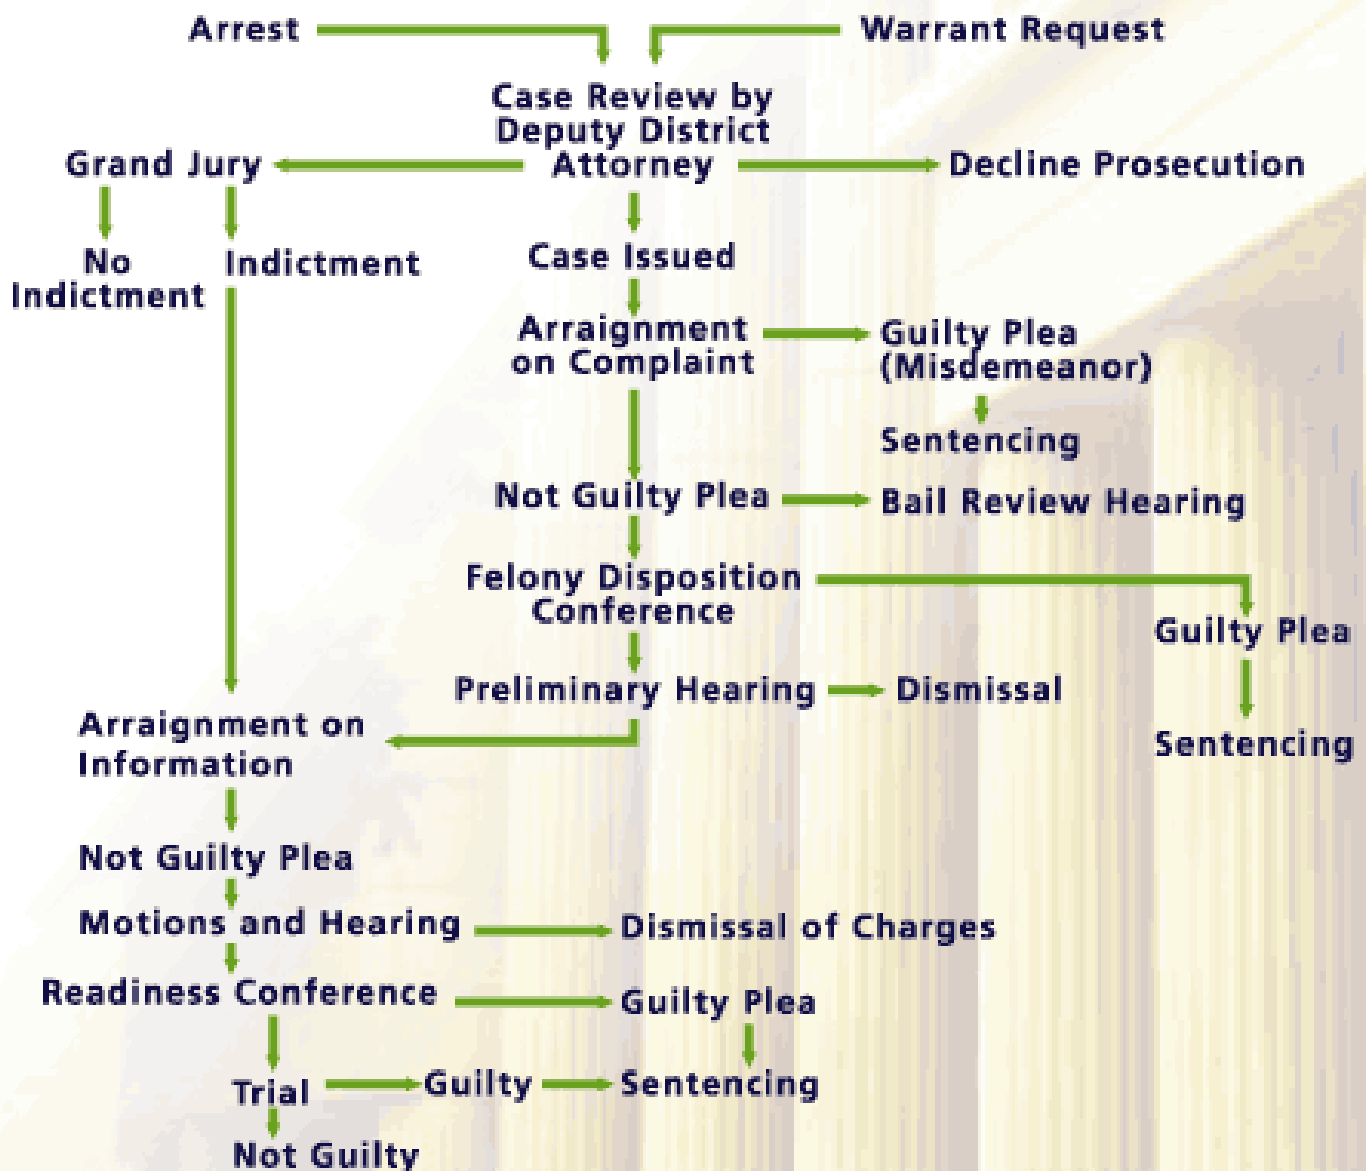 Arrest
Warrant Request
Case Review by
Deputy District
Attorney
Grand Jury
Decline Prosecution
No
Indictment
Indictment
Case Issued
Arraignment
on Complaint
Guilty Plea
(Misdemeanor)
Sentencing
Not Guilty Plea
Bail Review Hearing
Felony Disposition
Conference
Guilty Plea
Sentencing
Preliminary Hearing
Dismissal
Arraignment on
Information
Not Guilty Plea
Motions and Hearing
Dismissal of Charges
Readiness Conference
Guilty Plea
Trial
Guilty
Sentencing
Not Guilty